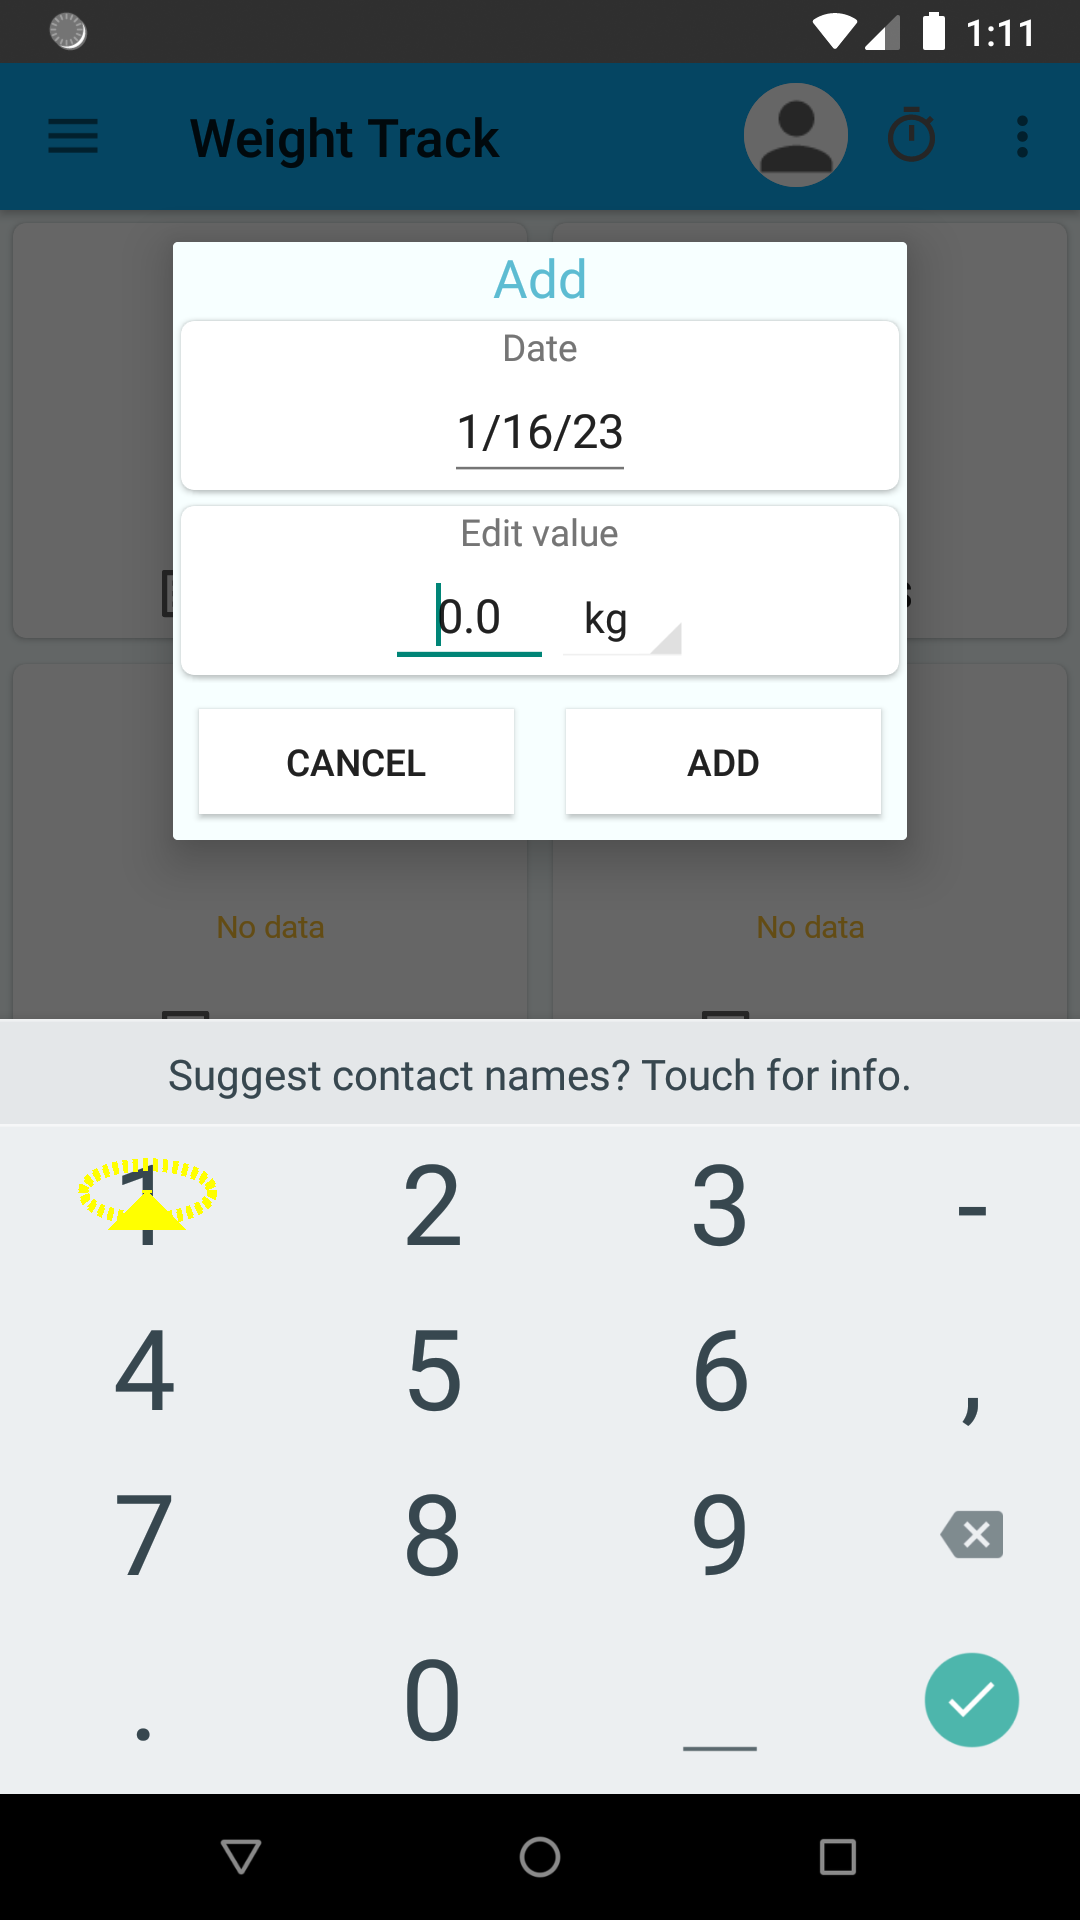 1:11
Weight Track
Add
Date
1/16/23
Edit value
0.0 kg
CANCEL ADD
No data No data
Suggest contact names? Touch for info.
1 2 3 -
4 5 6 ,
7 8 9
. 0 _